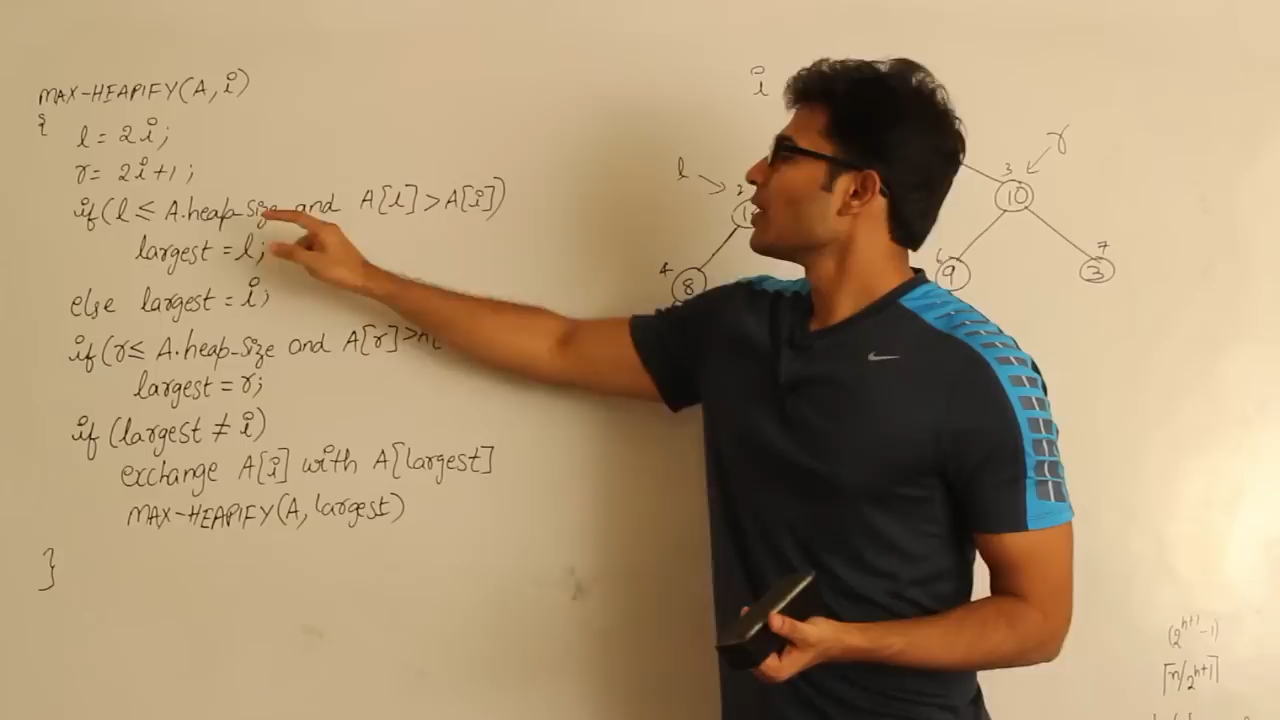 MAX-HEAPIFY(A, i)
{
l = 2i;
r = 2i+1;
if(l ≤ A.heap-size and A[l] > A[i])
largest = l;
else largest = i;
if(r ≤ A.heap-size and A[r] >
largest = r;
if (largest ≠ i)
exchange A[i] with A[largest]
MAX-HEAPIFY(A, largest)
}
i
l
r
2
3
10
4
8
6
9
7
3
(2^(h+1)-1)
⌈n/2^(h+1)⌉